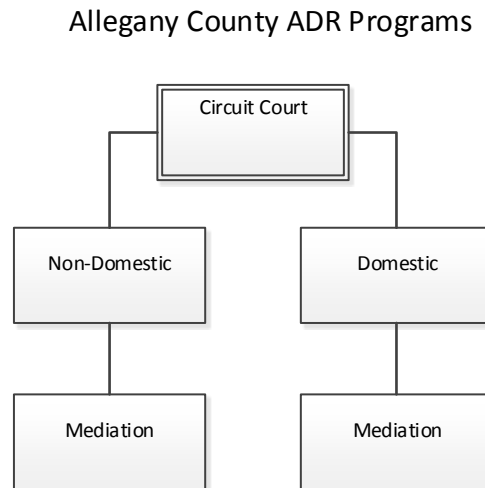 Allegany County ADR Programs
Circuit Court
Non-Domestic
Domestic
Mediation
Mediation